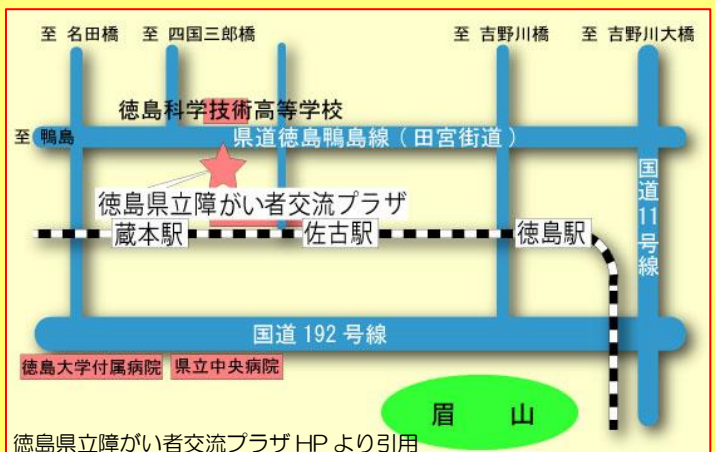 至 名田橋
至 四国三郎橋
至 吉野川橋
至 吉野川大橋
徳島科学技術高等学校
至 鴨島
県道徳島鴨島線(田宮街道)
国道11号線
徳島県立障がい者交流プラザ
蔵本駅
佐古駅
徳島駅
国道192号線
徳島大学付属病院
県立中央病院
眉 山
徳島県立障がい者交流プラザHPより引用